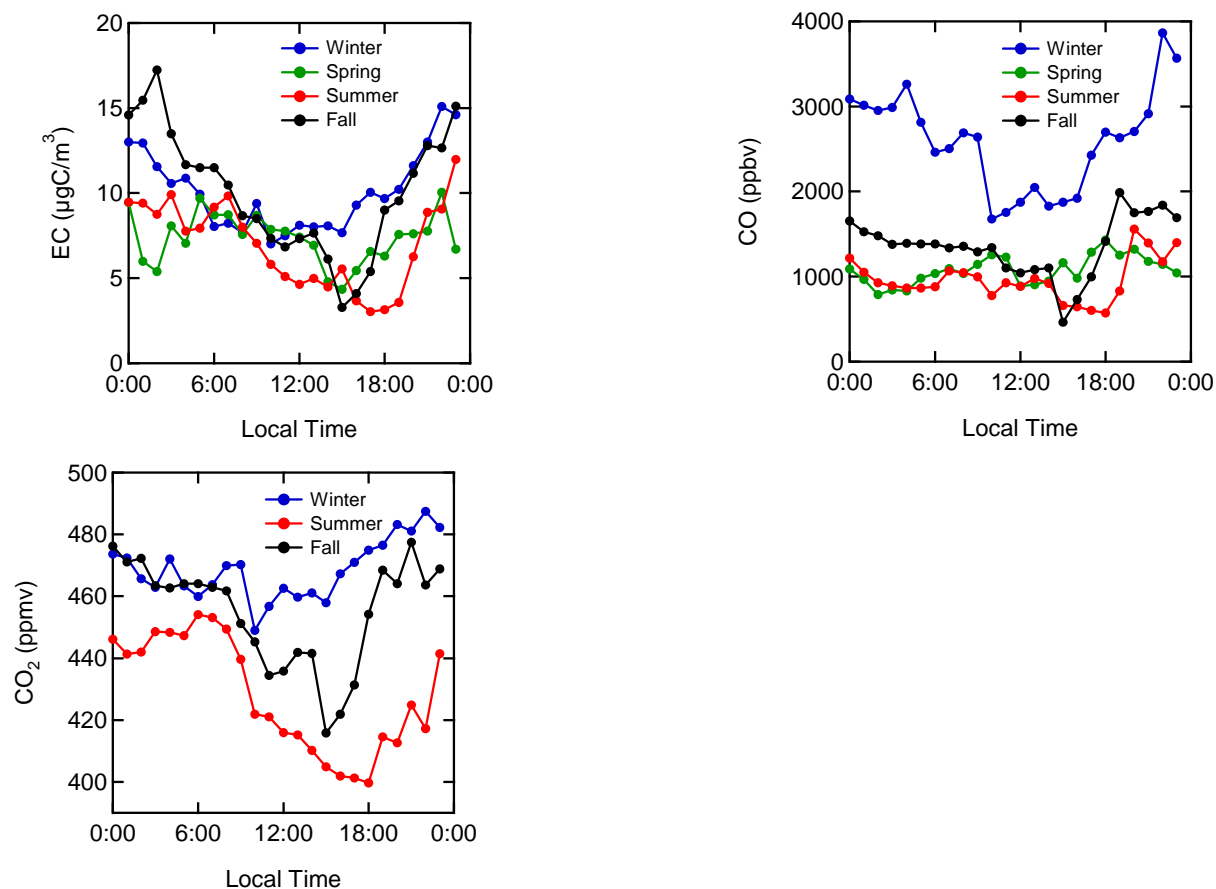 20
15
10
5
0
EC (µgC/m³)
Winter
Spring
Summer
Fall
0:00 6:00 12:00 18:00 0:00
Local Time
4000
3000
2000
1000
0
CO (ppbv)
Winter
Spring
Summer
Fall
0:00 6:00 12:00 18:00 0:00
Local Time
500
480
460
440
420
400
CO₂ (ppmv)
Winter
Summer
Fall
0:00 6:00 12:00 18:00 0:00
Local Time